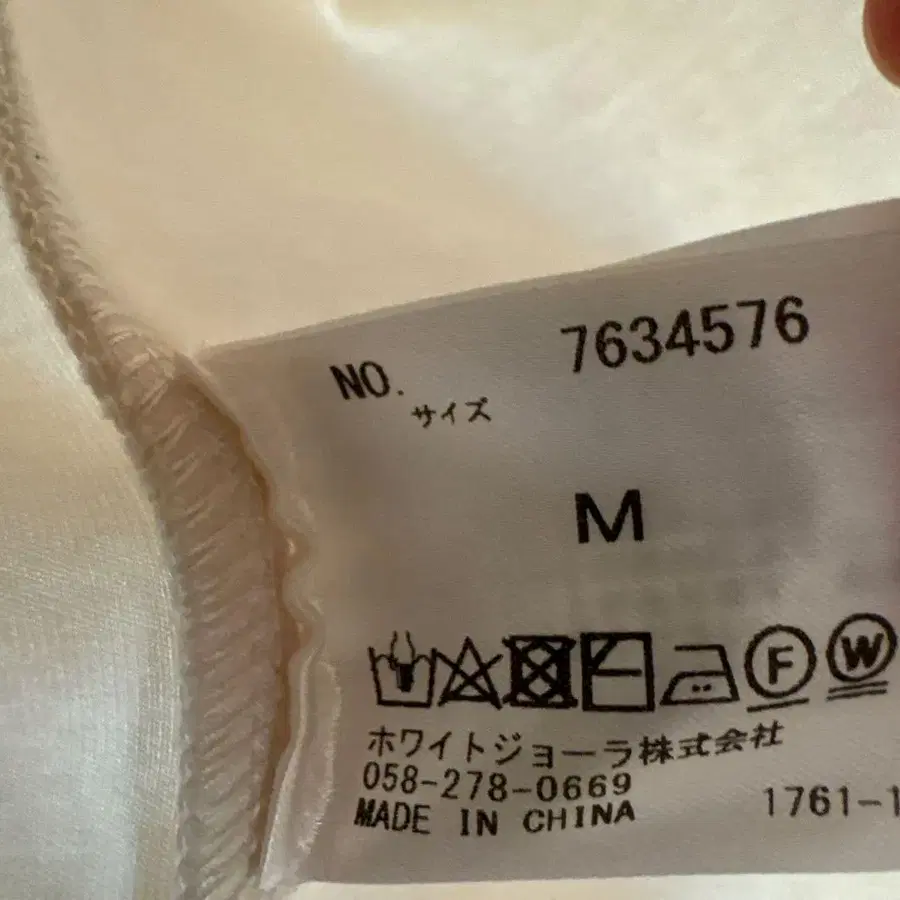 NO. 7634576
サイズ
M
F W
ホワイトジョーラ株式会社
058-278-0669
MADE IN CHINA 1761-1